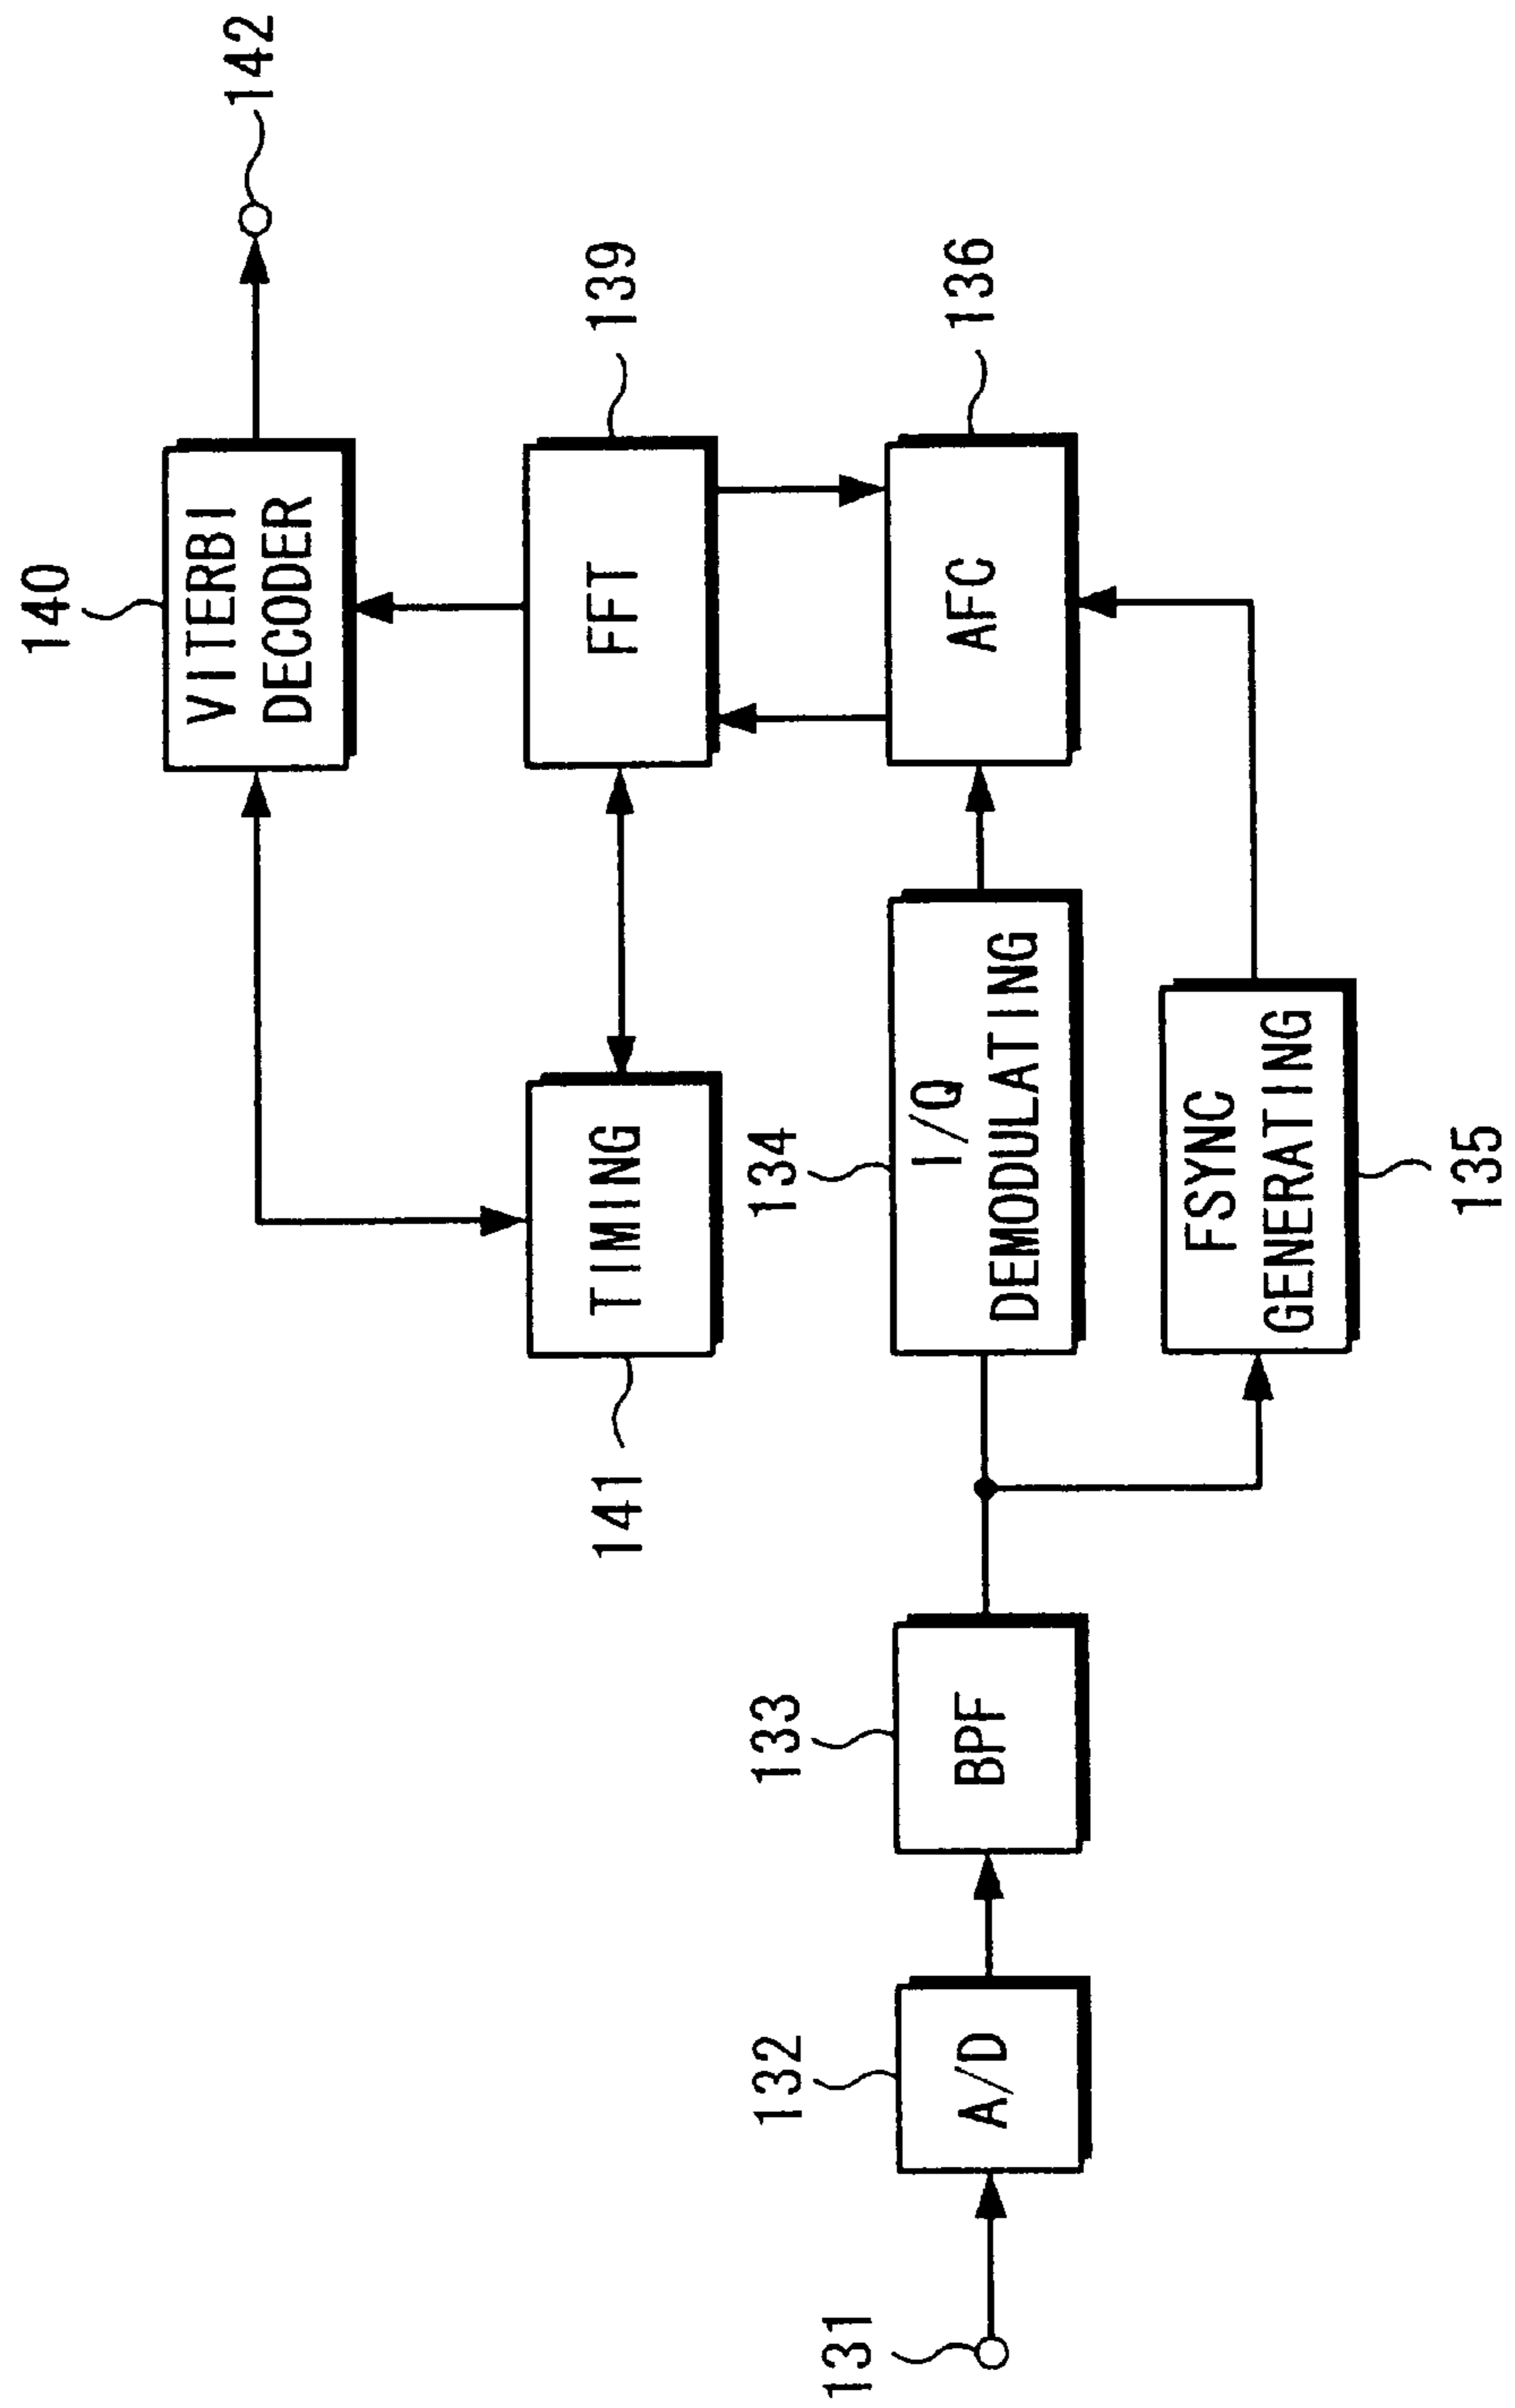 140
VITERBI
DECODER
142
141
TIMING
FFT
139
131
132
A/D
133
BPF
134
I/Q
DEMODULATING
AFC
136
FSYNC
GENERATING
135